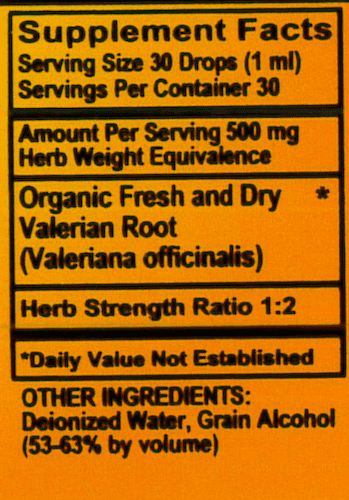 Supplement Facts
Serving Size 30 Drops (1 ml)
Servings Per Container 30
Amount Per Serving 500 mg
Herb Weight Equivalence
Organic Fresh and Dry *
Valerian Root
(Valeriana officinalis)
Herb Strength Ratio 1:2
*Daily Value Not Established
OTHER INGREDIENTS:
Deionized Water, Grain Alcohol
(53-63% by volume)